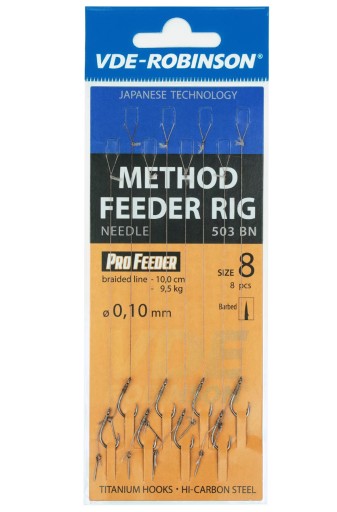 VDE-ROBINSON®
JAPANESE TECHNOLOGY
METHOD
FEEDER RIG
NEEDLE 503 BN
PRO FEEDER
braided line - 10,0 cm
- 9,5 kg
SIZE 8
8 pcs
ø 0,10 mm
Barbed
TITANIUM HOOKS • HI-CARBON STEEL